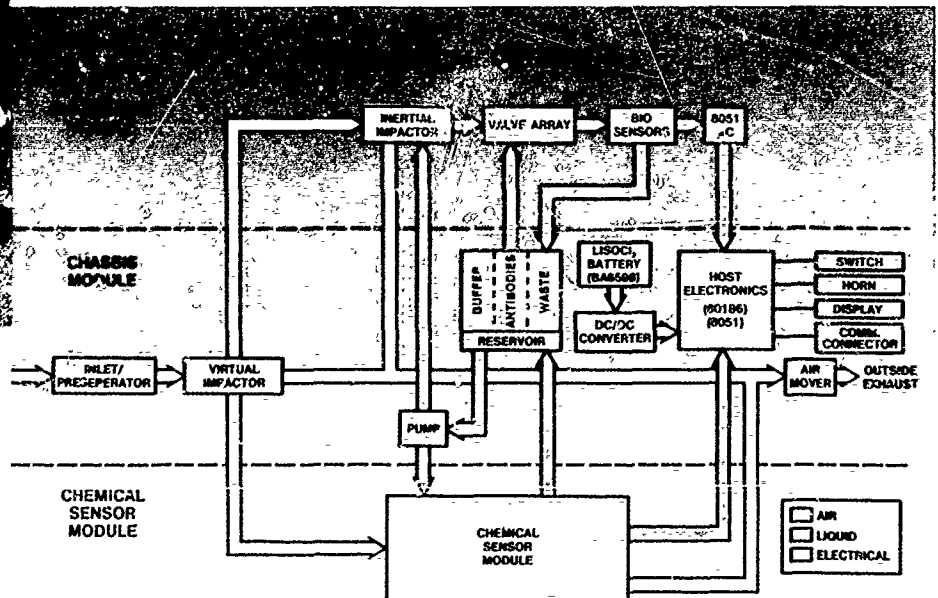 INERTIAL
IMPACTOR
VALVE ARRAY
BIO
SENSORS
8051
µC
CHASSIS
MODULE
BUFFER
ANTIBODIES
WASTE
RESERVOIR
LISOCl₂
BATTERY
(BA5598)
DC/DC
CONVERTER
HOST
ELECTRONICS
(80186)
(8051)
SWITCH
HORN
DISPLAY
COMM.
CONNECTOR
INLET/
PRESEPERATOR
VIRTUAL
IMPACTOR
AIR
MOVER
OUTSIDE
EXHAUST
PUMP
CHEMICAL
SENSOR
MODULE
CHEMICAL
SENSOR
MODULE
AIR
LIQUID
ELECTRICAL